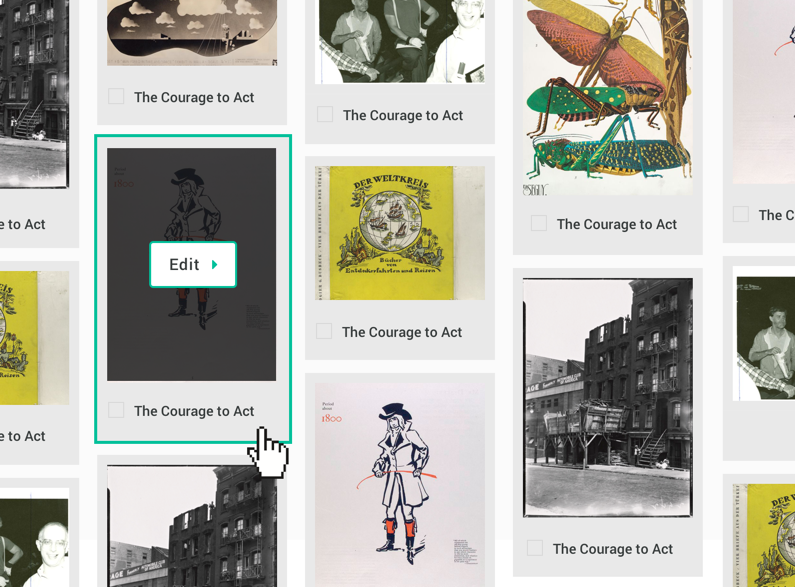 The Courage to Act
e to Act
e to Act
1800
Edit
The Courage to Act
The Courage to Act
DER WELTKREIS
Bücher
von
Entdeckerfahrten und Reisen
The Courage to Act
Period
about
1800
The Courage to Act
The Courage to Act
The C